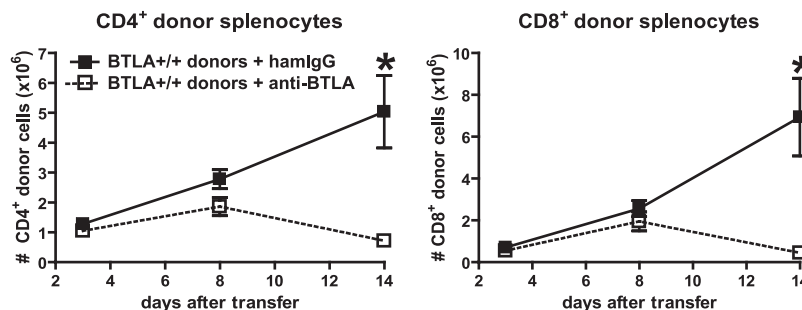 CD4⁺ donor splenocytes
# CD4⁺ donor cells (x10⁶)
7
6
5
4
3
2
1
0
BTLA+/+ donors + hamIgG
BTLA+/+ donors + anti-BTLA
*
2 4 6 8 10 12 14
days after transfer
CD8⁺ donor splenocytes
# CD8⁺ donor cells (x10⁶)
10
8
6
4
2
0
*
2 4 6 8 10 12 14
days after transfer